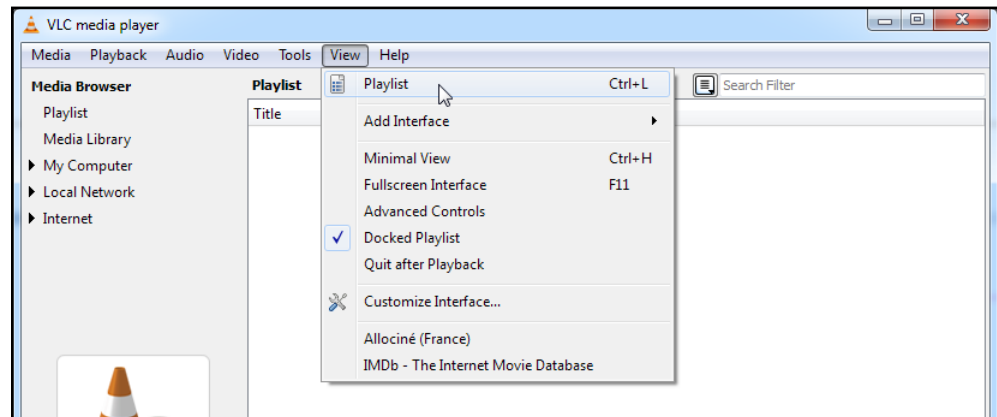 VLC media player
Media Playback Audio Video Tools View Help
Media Browser
Playlist
Media Library
My Computer
Local Network
Internet
Playlist
Title
Search Filter
Playlist Ctrl+L
Add Interface
Minimal View Ctrl+H
Fullscreen Interface F11
Advanced Controls
Docked Playlist
Quit after Playback
Customize Interface...
Allociné (France)
IMDb - The Internet Movie Database